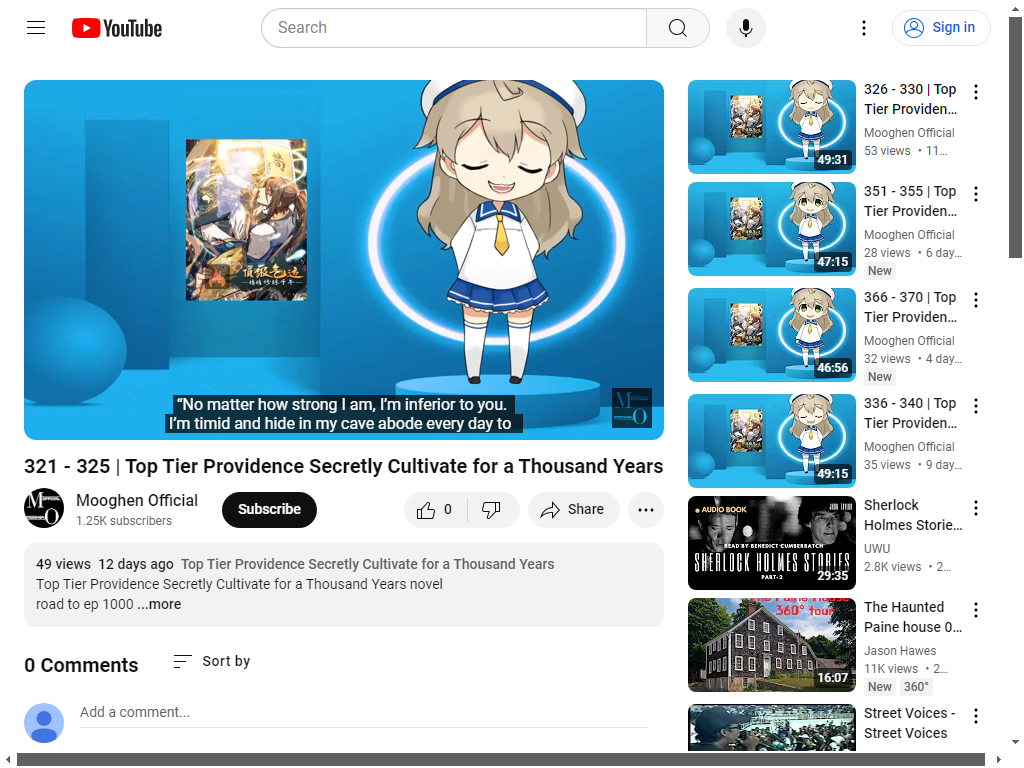 YouTube
Search
Sign in
“No matter how strong I am, I’m inferior to you.
I’m timid and hide in my cave abode every day to
321 - 325 | Top Tier Providence Secretly Cultivate for a Thousand Years
Mooghen Official
1.25K subscribers
Subscribe
0
Share
49 views 12 days ago Top Tier Providence Secretly Cultivate for a Thousand Years
Top Tier Providence Secretly Cultivate for a Thousand Years novel
road to ep 1000 ...more
0 Comments
Sort by
Add a comment...
49:31
326 - 330 | Top
Tier Providen...
Mooghen Official
53 views • 11...
47:15
351 - 355 | Top
Tier Providen...
Mooghen Official
28 views • 6 day...
New
46:56
366 - 370 | Top
Tier Providen...
Mooghen Official
32 views • 4 day...
New
49:15
336 - 340 | Top
Tier Providen...
Mooghen Official
35 views • 9 day...
AUDIO BOOK
READ BY BENEDICT CUMBERBATCH
SHERLOCK HOLMES STORIES
PART-2
29:35
Sherlock
Holmes Storie...
UWU
2.8K views • 2...
360° tour
16:07
The Haunted
Paine house 0...
Jason Hawes
11K views • 2...
New 360°
Street Voices -
Street Voices